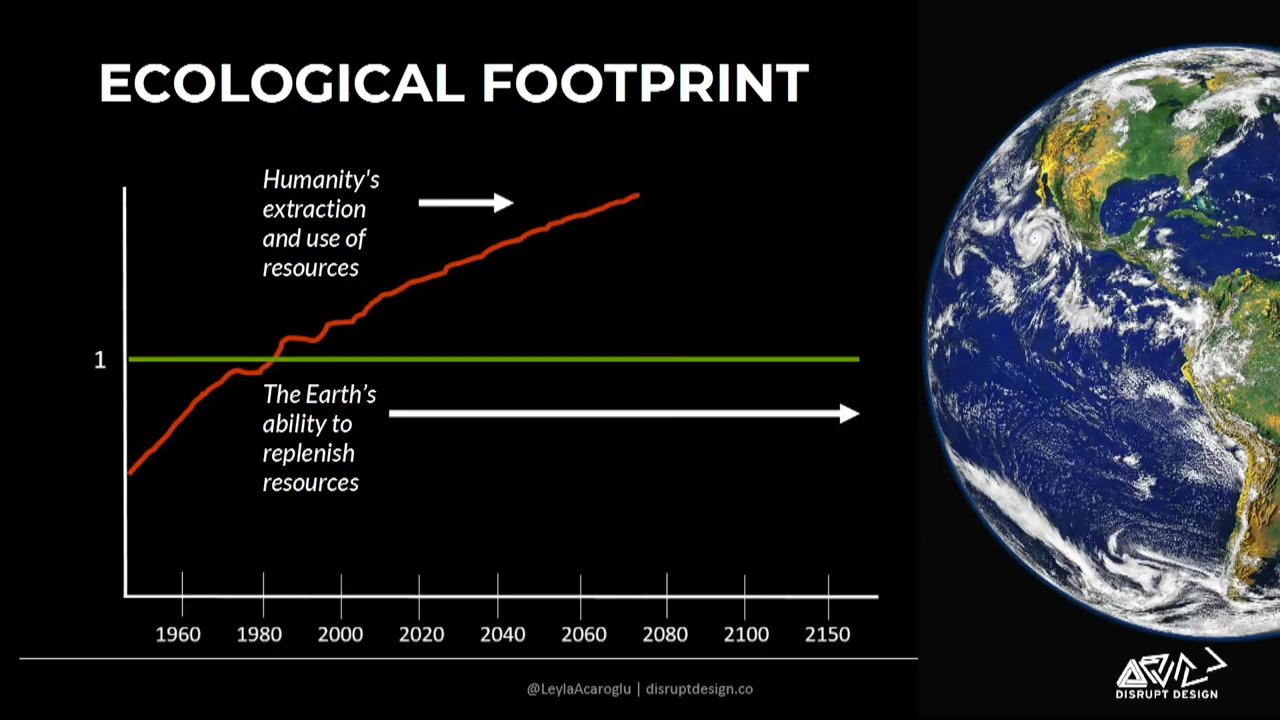 ECOLOGICAL FOOTPRINT
Humanity's
extraction
and use of
resources
1
The Earth’s
ability to
replenish
resources
1960 1980 2000 2020 2040 2060 2080 2100 2150
@LeylaAcaroglu | disruptdesign.co
DISRUPT DESIGN